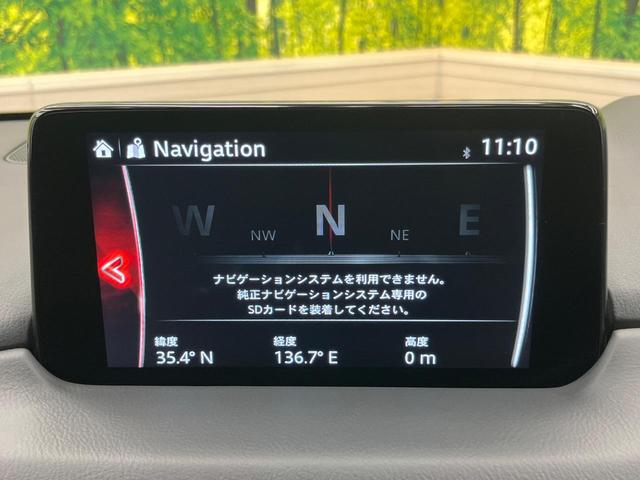 Navigation
11:10
W NW N NE E
ナビゲーションシステムを利用できません。
純正ナビゲーションシステム専用の
SDカードを装着してください。
緯度 経度 高度
35.4° N 136.7° E 0 m